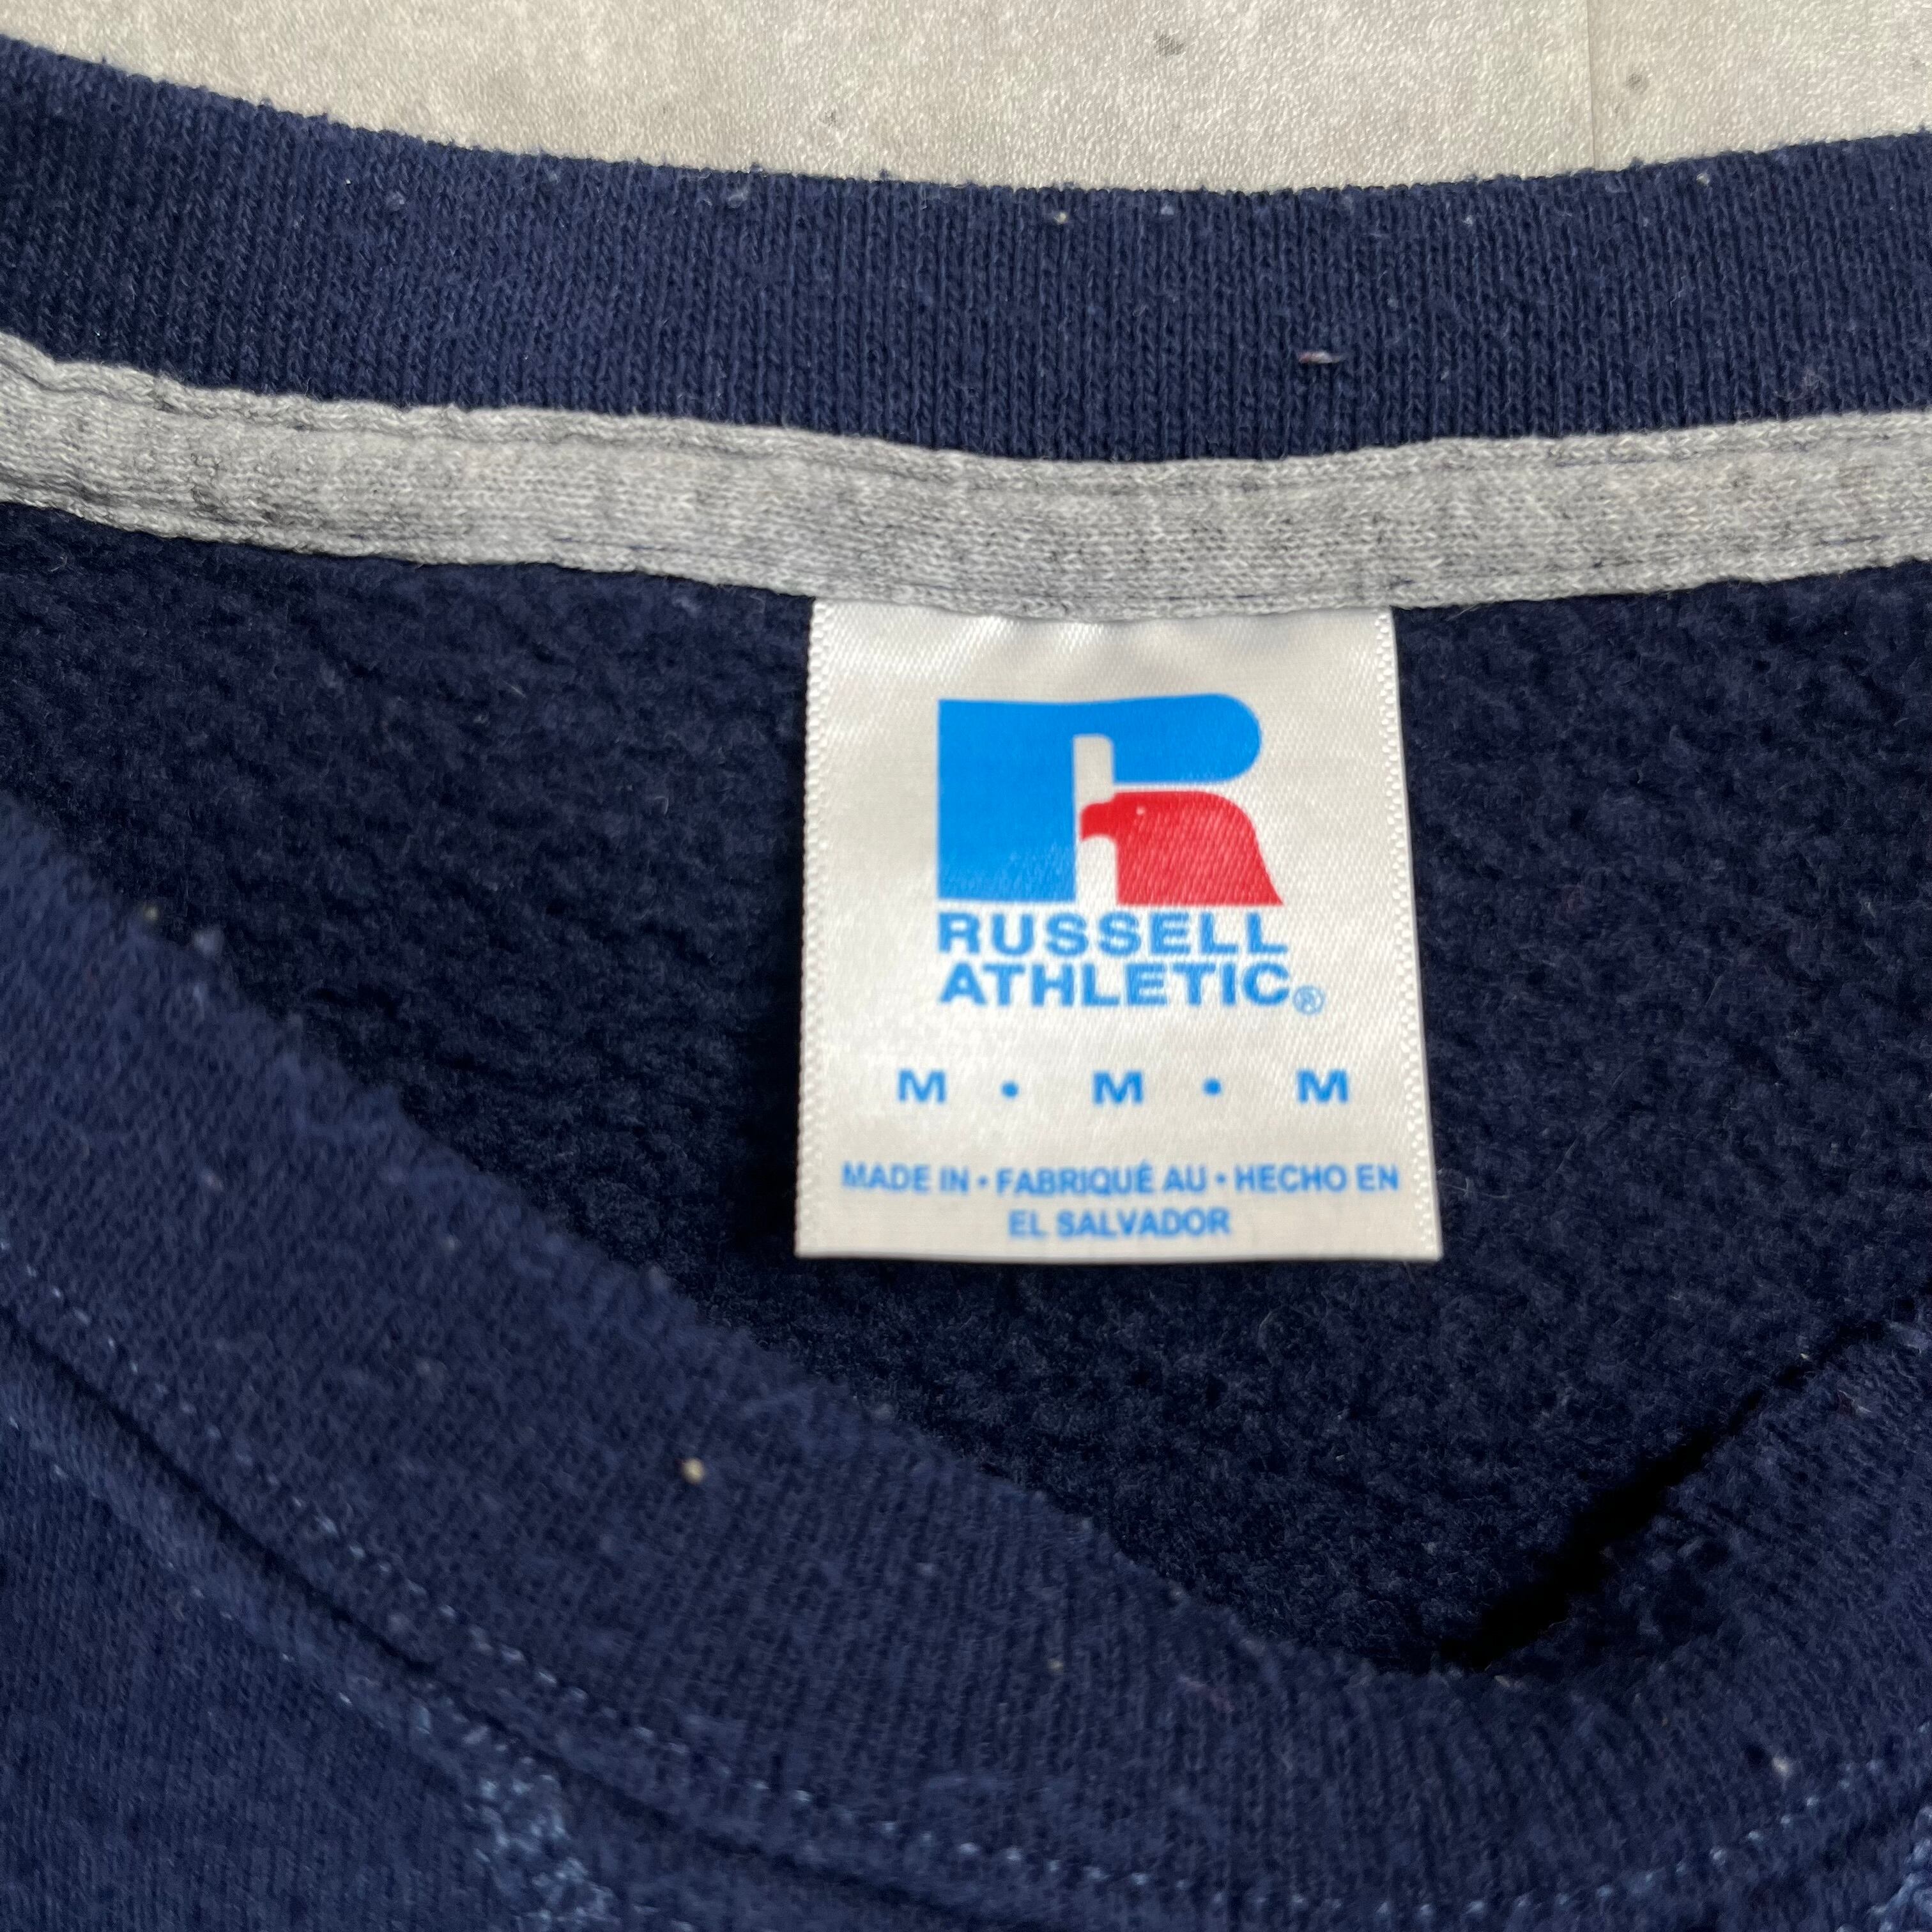 RUSSELL
ATHLETIC®
M • M • M
MADE IN • FABRIQUÉ AU • HECHO EN
EL SALVADOR